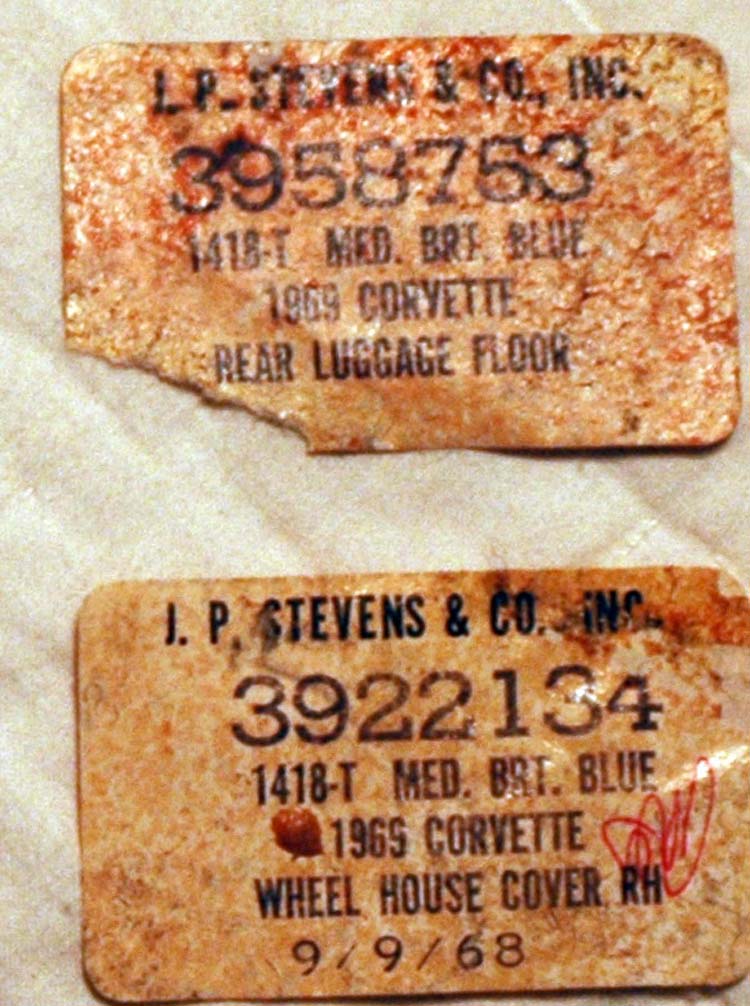 J. P. STEVENS & CO., INC.
3958763
1418-T MED. BRT. BLUE
1969 CORVETTE
REAR LUGGAGE FLOOR
J. P. STEVENS & CO. INC.
3922134
1418-T MED. BRT. BLUE
1969 CORVETTE
WHEEL HOUSE COVER RH
9/9/68